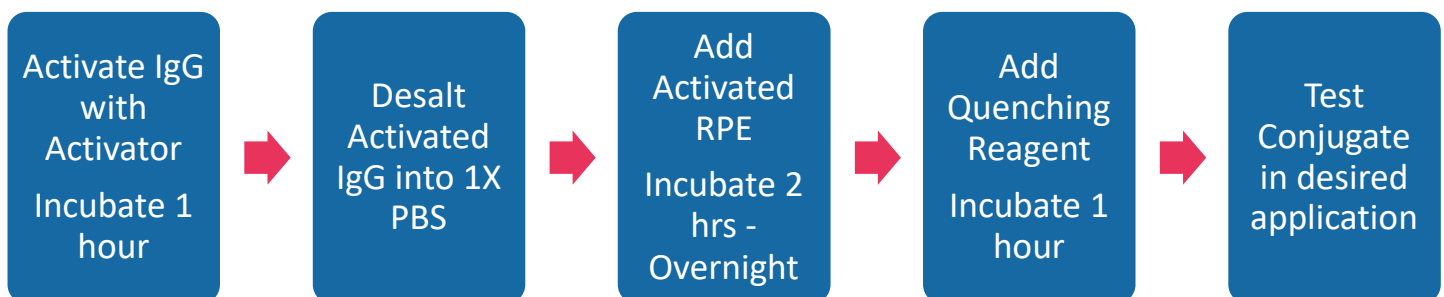 Activate IgG
with
Activator
Incubate 1
hour
Desalt
Activated
IgG into 1X
PBS
Add
Activated
RPE
Incubate 2
hrs -
Overnight
Add
Quenching
Reagent
Incubate 1
hour
Test
Conjugate
in desired
application